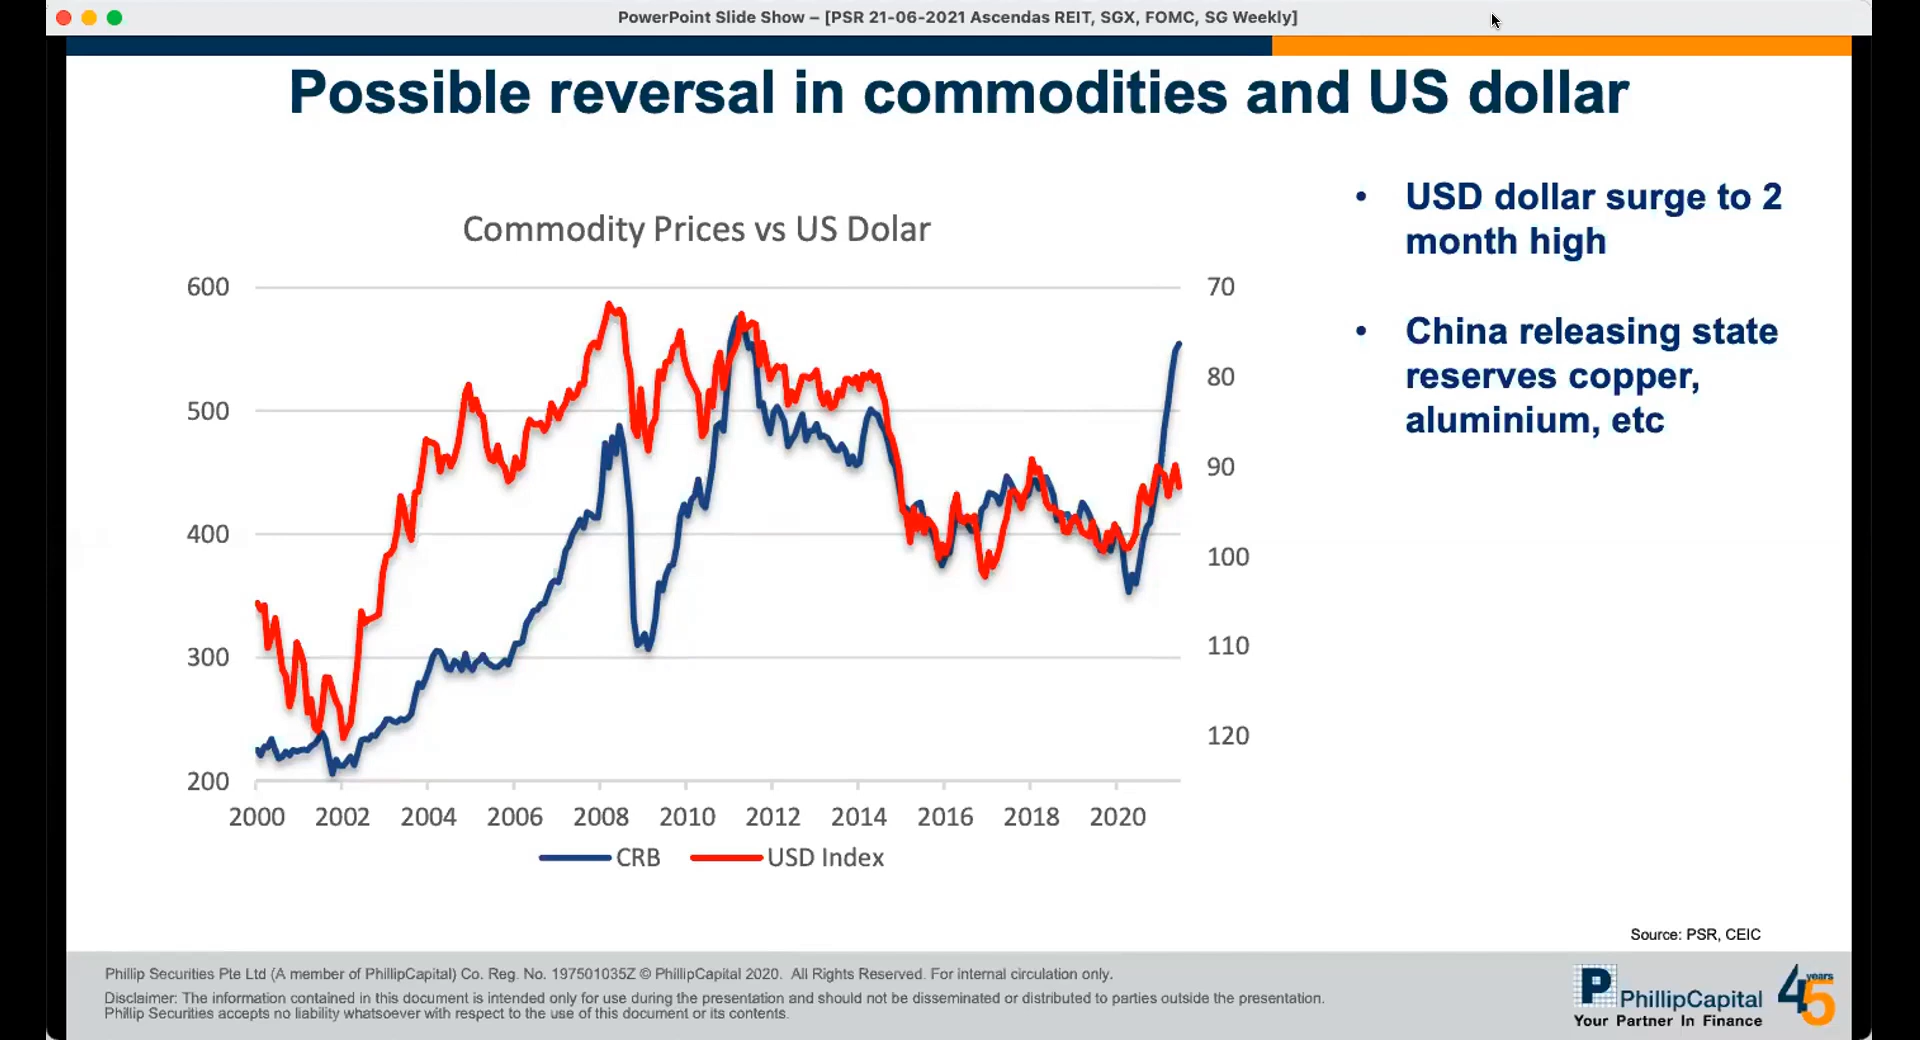 PowerPoint Slide Show – [PSR 21-06-2021 Ascendas REIT, SGX, FOMC, SG Weekly]
Possible reversal in commodities and US dollar
Commodity Prices vs US Dolar
600
500
400
300
200
70
80
90
100
110
120
2000 2002 2004 2006 2008 2010 2012 2014 2016 2018 2020
CRB USD Index
• USD dollar surge to 2
month high
• China releasing state
reserves copper,
aluminium, etc
Source: PSR, CEIC
Phillip Securities Pte Ltd (A member of PhillipCapital) Co. Reg. No. 197501035Z © PhillipCapital 2020. All Rights Reserved. For internal circulation only.
Disclaimer: The information contained in this document is intended only for use during the presentation and should not be disseminated or distributed to parties outside the presentation.
Phillip Securities accepts no liability whatsoever with respect to the use of this document or its contents.
P PhillipCapital
Your Partner In Finance
45 years